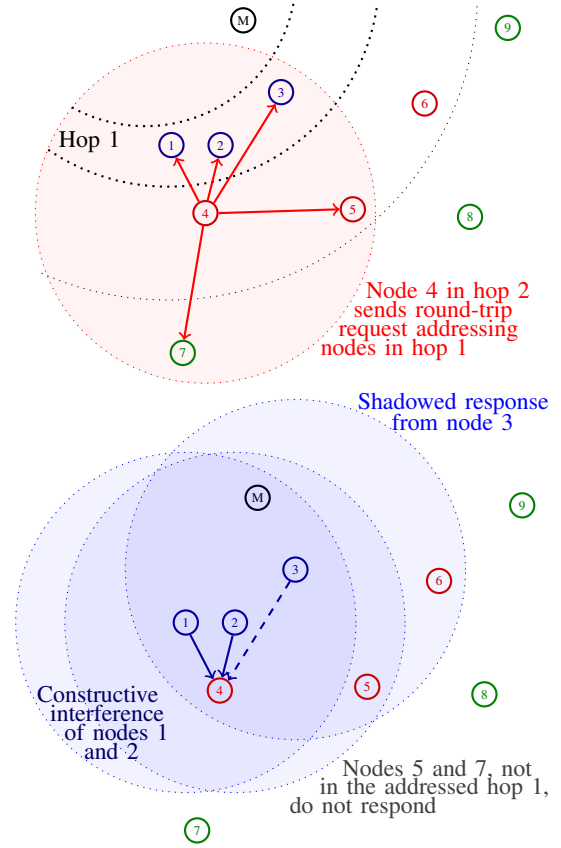 M
9
3
6
Hop 1
1
2
4
5
8
Node 4 in hop 2
sends round-trip
request addressing
nodes in hop 1
7
Shadowed response
from node 3
M
9
3
6
1
2
4
5
8
Constructive
interference
of nodes 1
and 2
Nodes 5 and 7, not
in the addressed hop 1,
do not respond
7